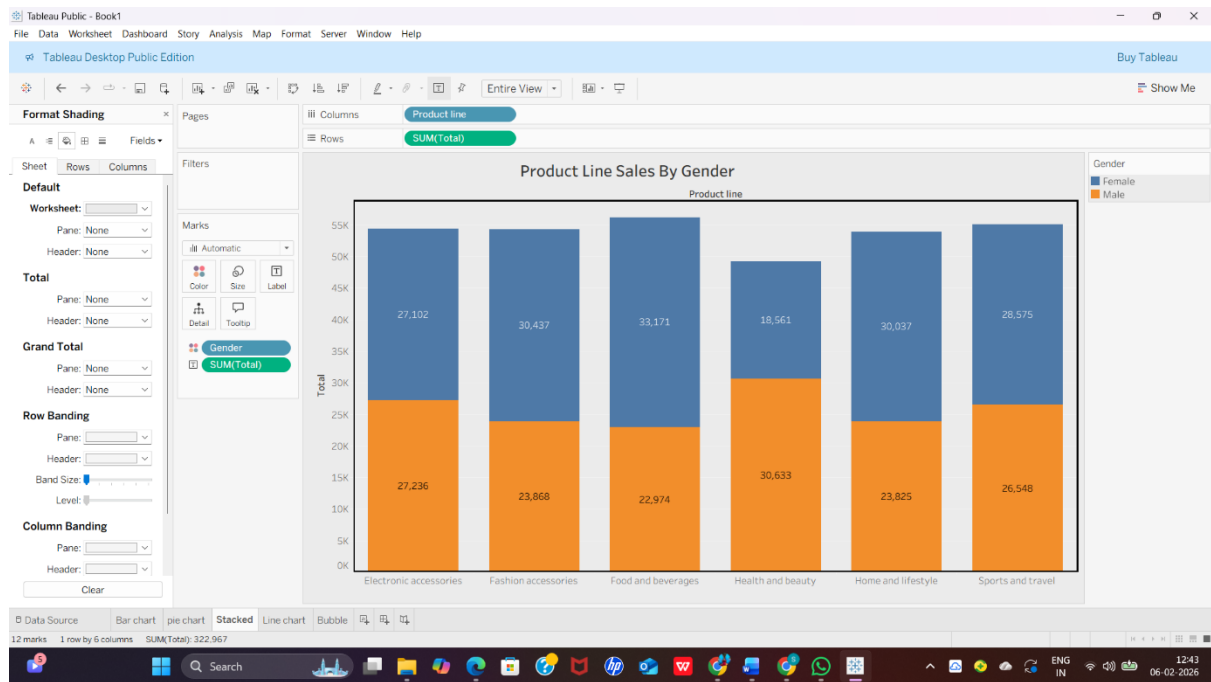 Tableau Public - Book1
File Data Worksheet Dashboard Story Analysis Map Format Server Window Help
Tableau Desktop Public Edition
Buy Tableau
Entire View
Show Me
Format Shading
Fields
Sheet Rows Columns
Default
Worksheet:
Pane: None
Header: None
Total
Pane: None
Header: None
Grand Total
Pane: None
Header: None
Row Banding
Pane:
Header:
Band Size:
Level:
Column Banding
Pane:
Header:
Clear
Pages
Filters
Marks
Automatic
Color Size Label
Detail Tooltip
Gender
SUM(Total)
Columns Product line
Rows SUM(Total)
Product Line Sales By Gender
Product line
Total
55K
50K
45K
40K
35K
30K
25K
20K
15K
10K
5K
0K
27,102 30,437 33,171 18,561 30,037 28,575
27,236 23,868 22,974 30,633 23,825 26,548
Electronic accessories Fashion accessories Food and beverages Health and beauty Home and lifestyle Sports and travel
Gender
Female
Male
Data Source Bar chart pie chart Stacked Line chart Bubble
12 marks 1 row by 6 columns SUM(Total): 322,967
Search
ENG
IN
12:43
06-02-2026